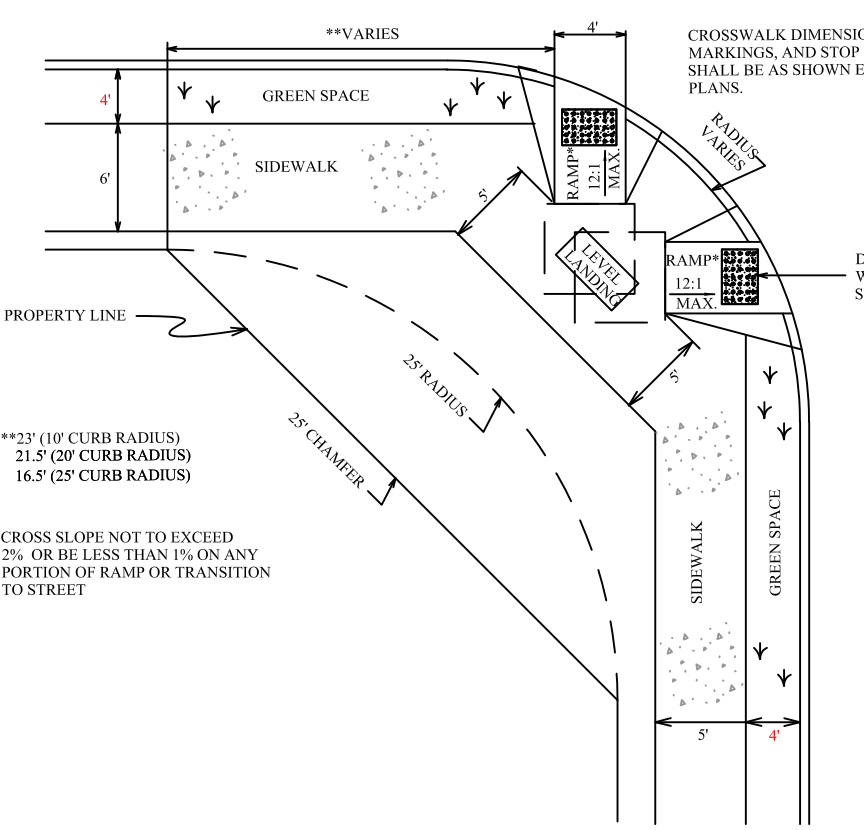 **VARIES
4'
CROSSWALK DIMENSIO
MARKINGS, AND STOP
SHALL BE AS SHOWN E
PLANS.
4'
GREEN SPACE
RADIUS
VARIES
6'
SIDEWALK
RAMP*
12:1
MAX.
5'
LEVEL
LANDING
RAMP*
12:1
MAX.
D
W
S
PROPERTY LINE
25' RADIUS
5'
25' CHAMFER
**23' (10' CURB RADIUS)
21.5' (20' CURB RADIUS)
16.5' (25' CURB RADIUS)
CROSS SLOPE NOT TO EXCEED
2% OR BE LESS THAN 1% ON ANY
PORTION OF RAMP OR TRANSITION
TO STREET
SIDEWALK
GREEN SPACE
5'
4'